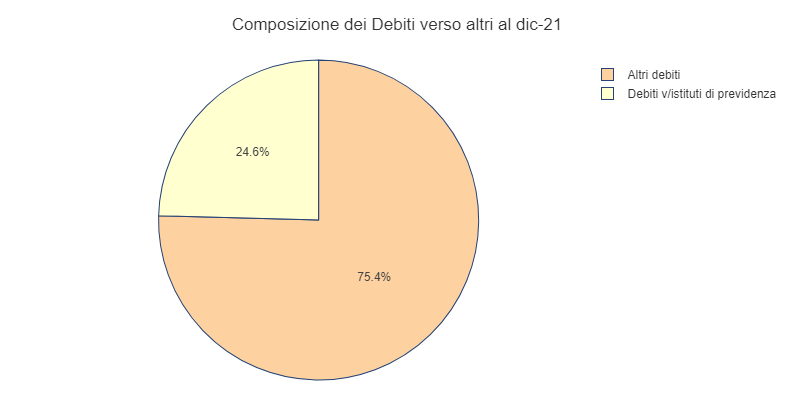 Composizione dei Debiti verso altri al dic-21
Altri debiti
Debiti v/istituti di previdenza
24.6%
75.4%